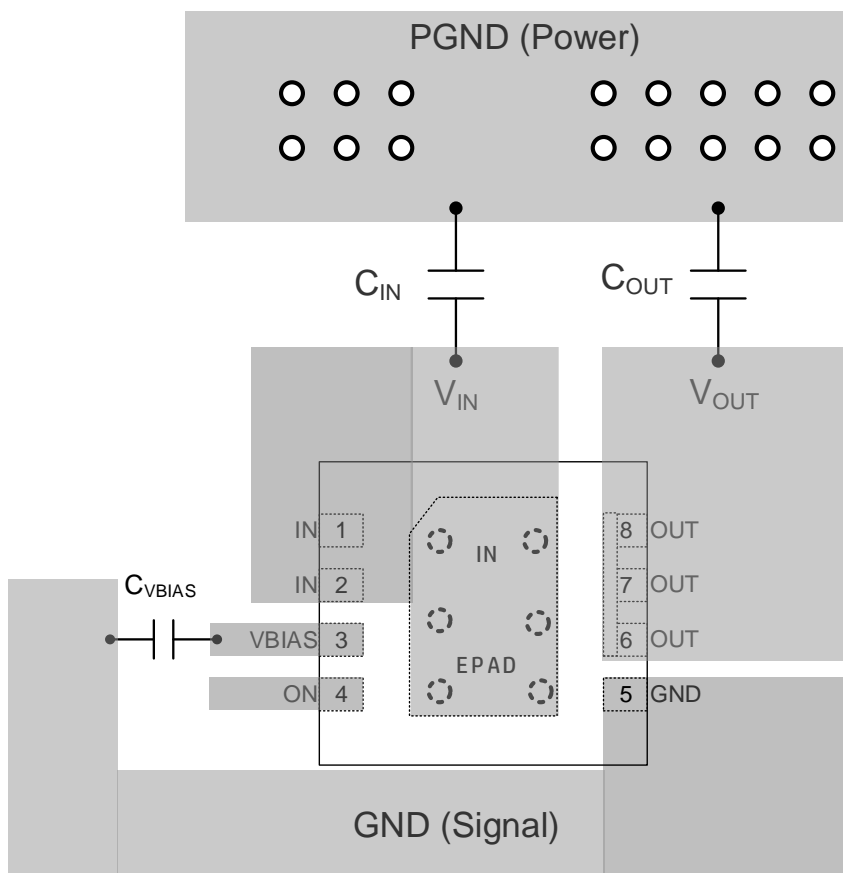 PGND (Power)
CIN
COUT
VIN
VOUT
IN 1
IN
8 OUT
IN 2
7 OUT
CVBIAS
VBIAS 3
6 OUT
EPAD
ON 4
5 GND
GND (Signal)